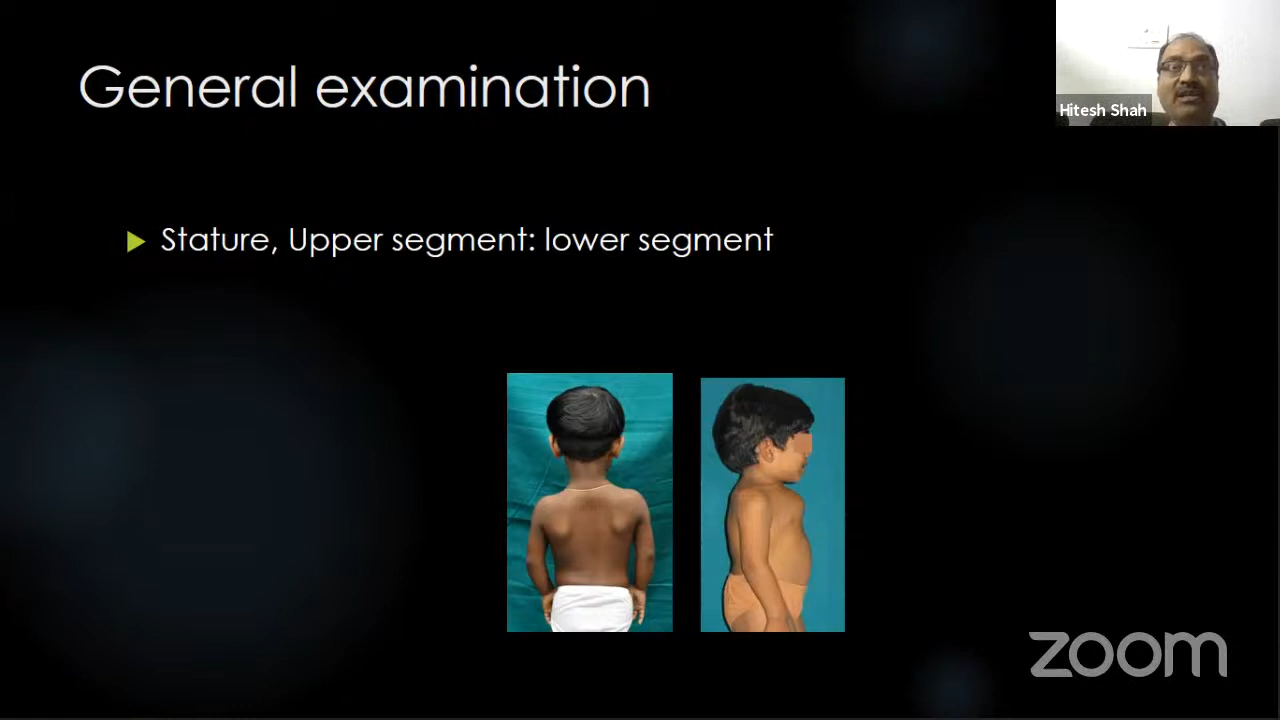 General examination
Hitesh Shah
Stature, Upper segment: lower segment
zoom